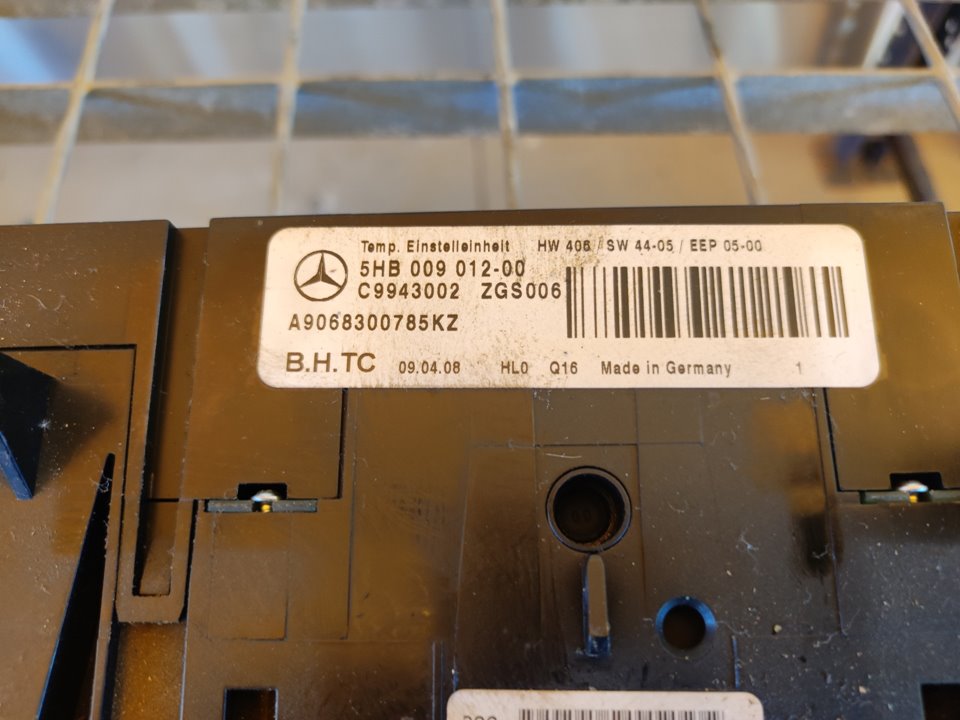 Temp. Einstelleinheit HW 406 / SW 44-05 / EEP 05-00
5HB 009 012-00
C9943002 ZGS006
A9068300785KZ
B.H.TC 09.04.08 HL0 Q16 Made in Germany 1